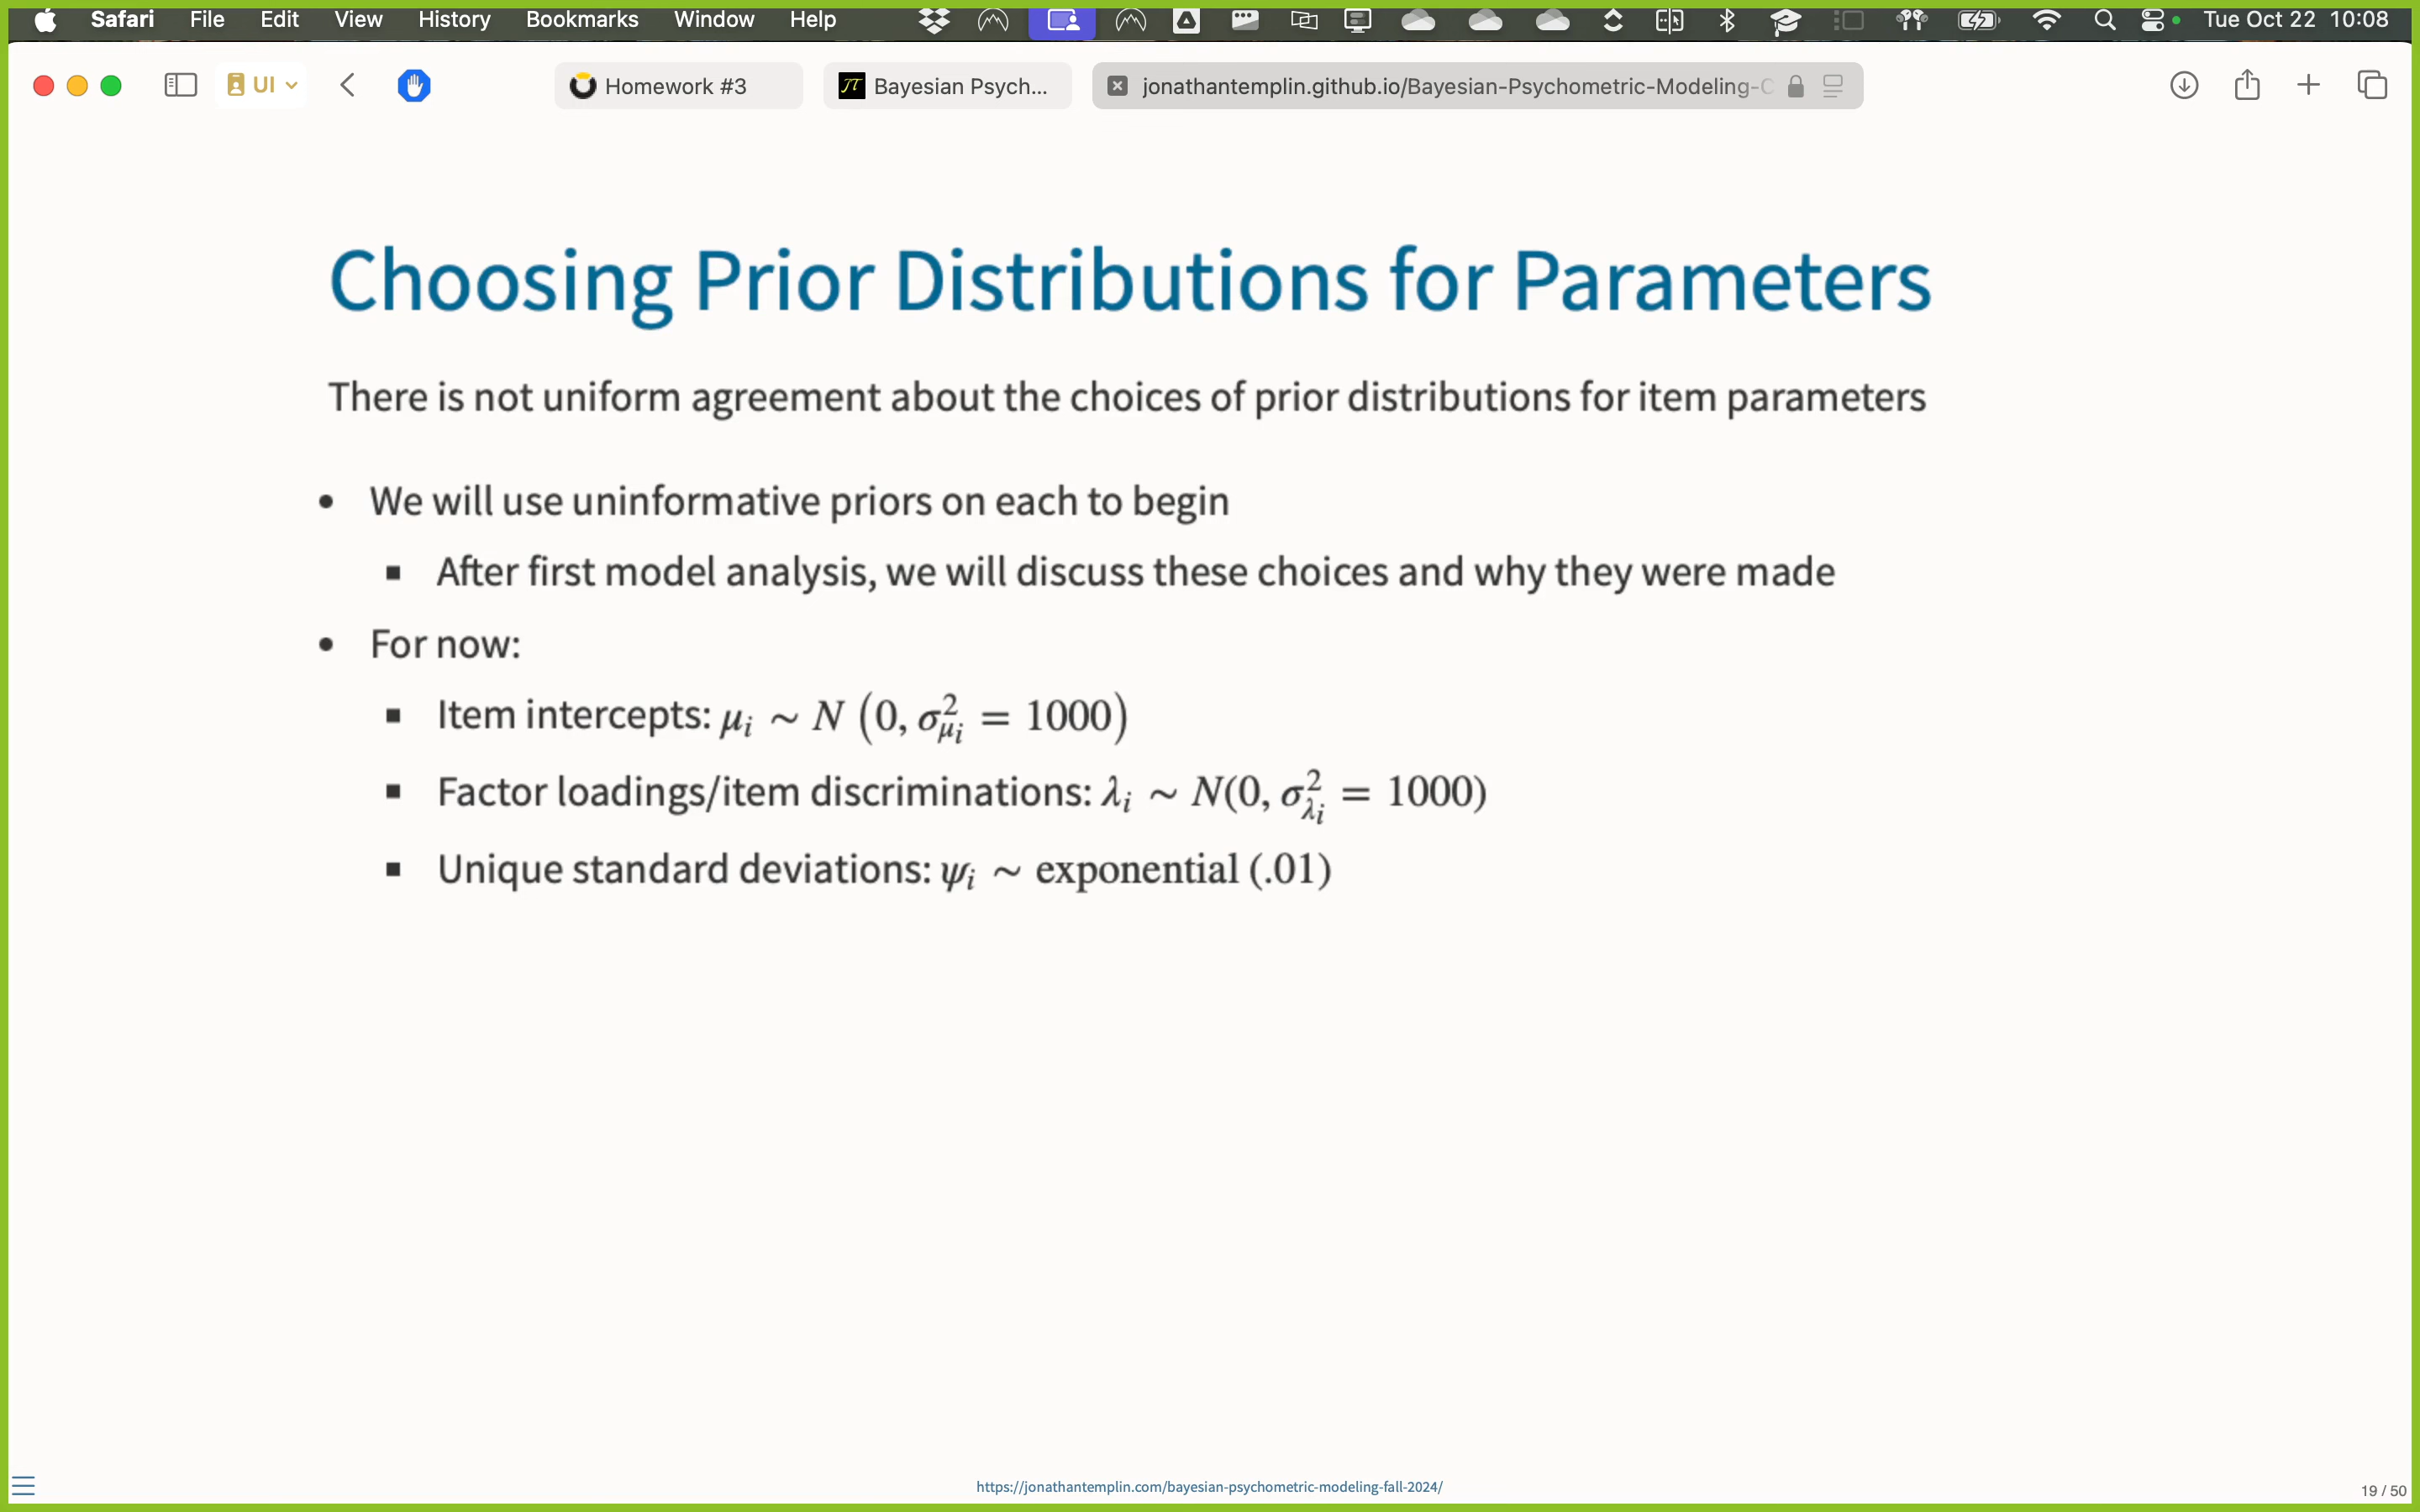 Safari File Edit View History Bookmarks Window Help Tue Oct 22 10:08
UI Homework #3 Bayesian Psych... jonathantemplin.github.io/Bayesian-Psychometric-Modeling-C
Choosing Prior Distributions for Parameters
There is not uniform agreement about the choices of prior distributions for item parameters
• We will use uninformative priors on each to begin
▪ After first model analysis, we will discuss these choices and why they were made
• For now:
▪ Item intercepts: μᵢ ∼ N (0, σ²_μᵢ = 1000)
▪ Factor loadings/item discriminations: λᵢ ∼ N(0, σ²_λᵢ = 1000)
▪ Unique standard deviations: ψᵢ ∼ exponential (.01)
https://jonathantemplin.com/bayesian-psychometric-modeling-fall-2024/
19 / 50